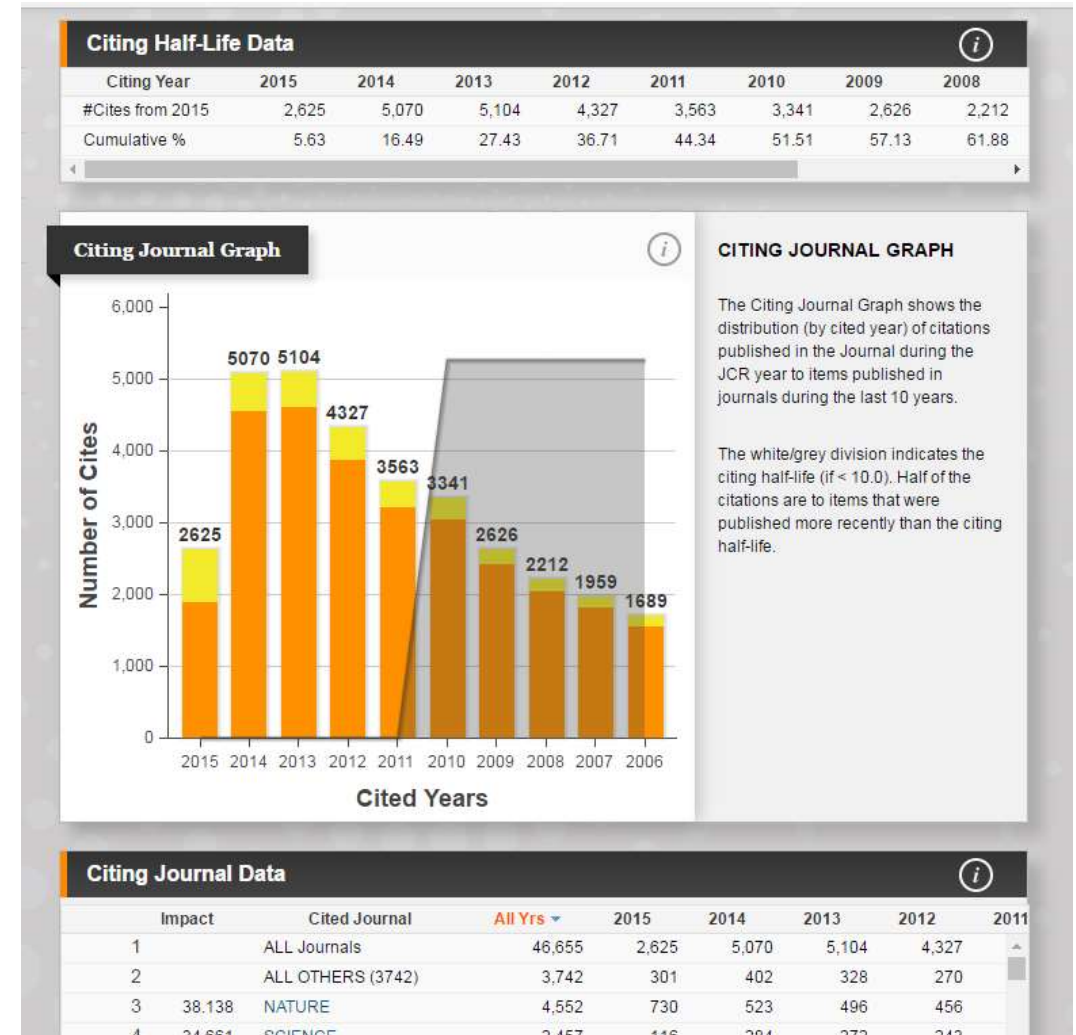 Citing Half-Life Data
Citing Year 2015 2014 2013 2012 2011 2010 2009 2008
#Cites from 2015 2,625 5,070 5,104 4,327 3,563 3,341 2,626 2,212
Cumulative % 5.63 16.49 27.43 36.71 44.34 51.51 57.13 61.88
Citing Journal Graph
6,000
5,000
4,000
3,000
2,000
1,000
0
Number of Cites
2625 5070 5104 4327 3563 3341 2626 2212 1959 1689
2015 2014 2013 2012 2011 2010 2009 2008 2007 2006
Cited Years
CITING JOURNAL GRAPH
The Citing Journal Graph shows the
distribution (by cited year) of citations
published in the Journal during the
JCR year to items published in
journals during the last 10 years.
The white/grey division indicates the
citing half-life (if < 10.0). Half of the
citations are to items that were
published more recently than the citing
half-life.
Citing Journal Data
Impact Cited Journal All Yrs 2015 2014 2013 2012 2011
1 ALL Journals 46,655 2,625 5,070 5,104 4,327
2 ALL OTHERS (3742) 3,742 301 402 328 270
3 38.138 NATURE 4,552 730 523 496 456